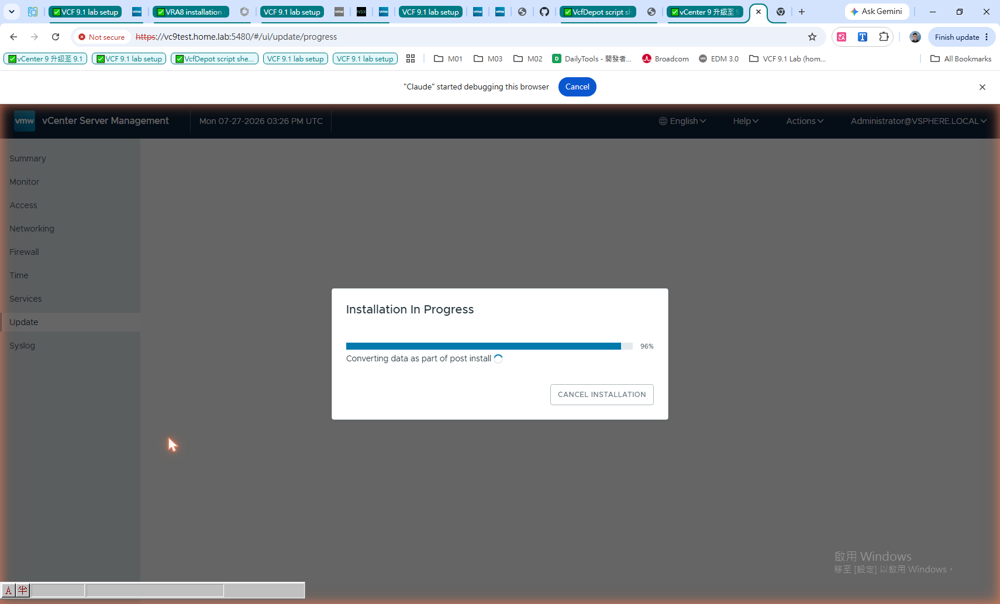 ✅VCF 9.1 lab setup
vmw
✅VRA8 installation
VCF 9.1 lab setup
vmw
NSX
vmw
VCF 9.1 lab setup
vmw
vmw
✅VcfDepot script sh
✅vCenter 9 升級至 9
Ask Gemini
Not secure
https://vc9test.home.lab:5480/#/ui/update/progress
Finish update
✅vCenter 9 升級至 9.1
✅VCF 9.1 lab setup
✅VcfDepot script she...
VCF 9.1 lab setup
VCF 9.1 lab setup
M01
M03
M02
DailyTools - 開發者...
Broadcom
EDM 3.0
VCF 9.1 Lab (hom...
All Bookmarks
"Claude" started debugging this browser
Cancel
vmw
vCenter Server Management
Mon 07-27-2026 03:26 PM UTC
English
Help
Actions
Administrator@VSPHERE.LOCAL
Summary
Monitor
Access
Networking
Firewall
Time
Services
Update
Syslog
Installation In Progress
96%
Converting data as part of post install
CANCEL INSTALLATION
啟用 Windows
移至 [設定] 以啟用 Windows。
A 半